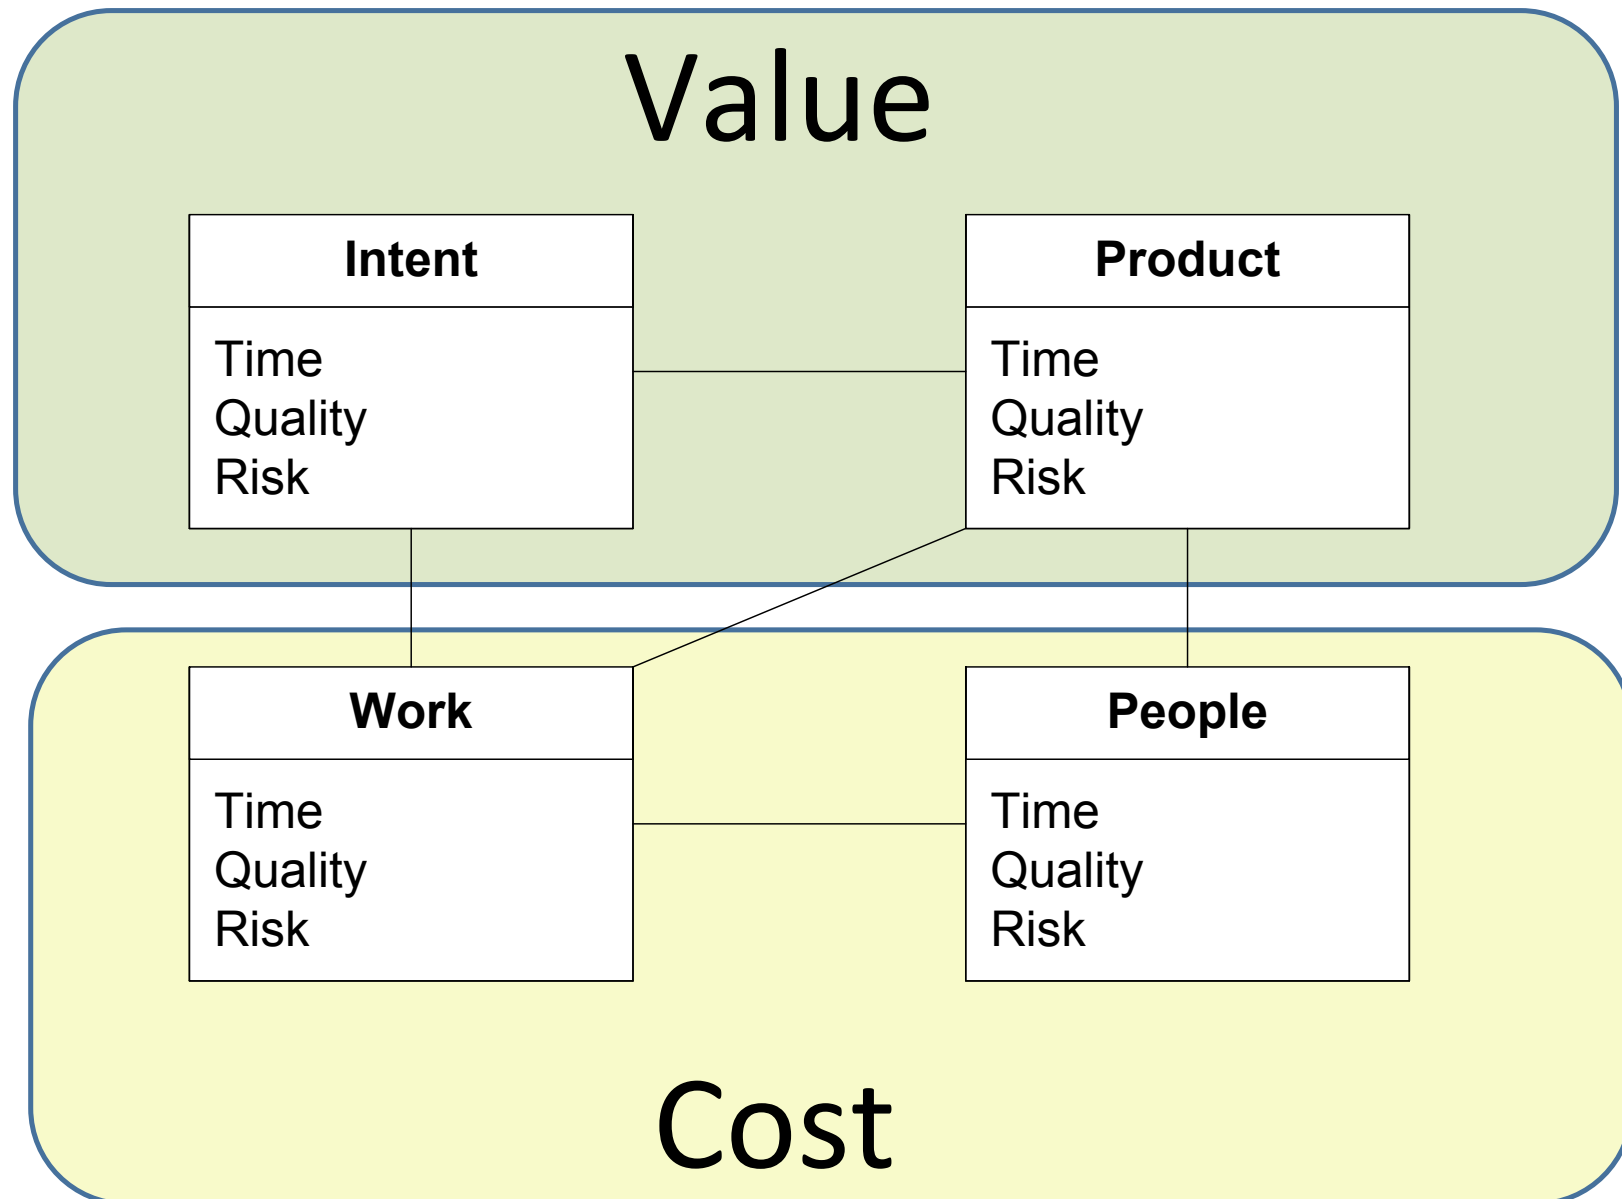 Value
Intent
Time
Quality
Risk
Product
Time
Quality
Risk
Work
Time
Quality
Risk
People
Time
Quality
Risk
Cost